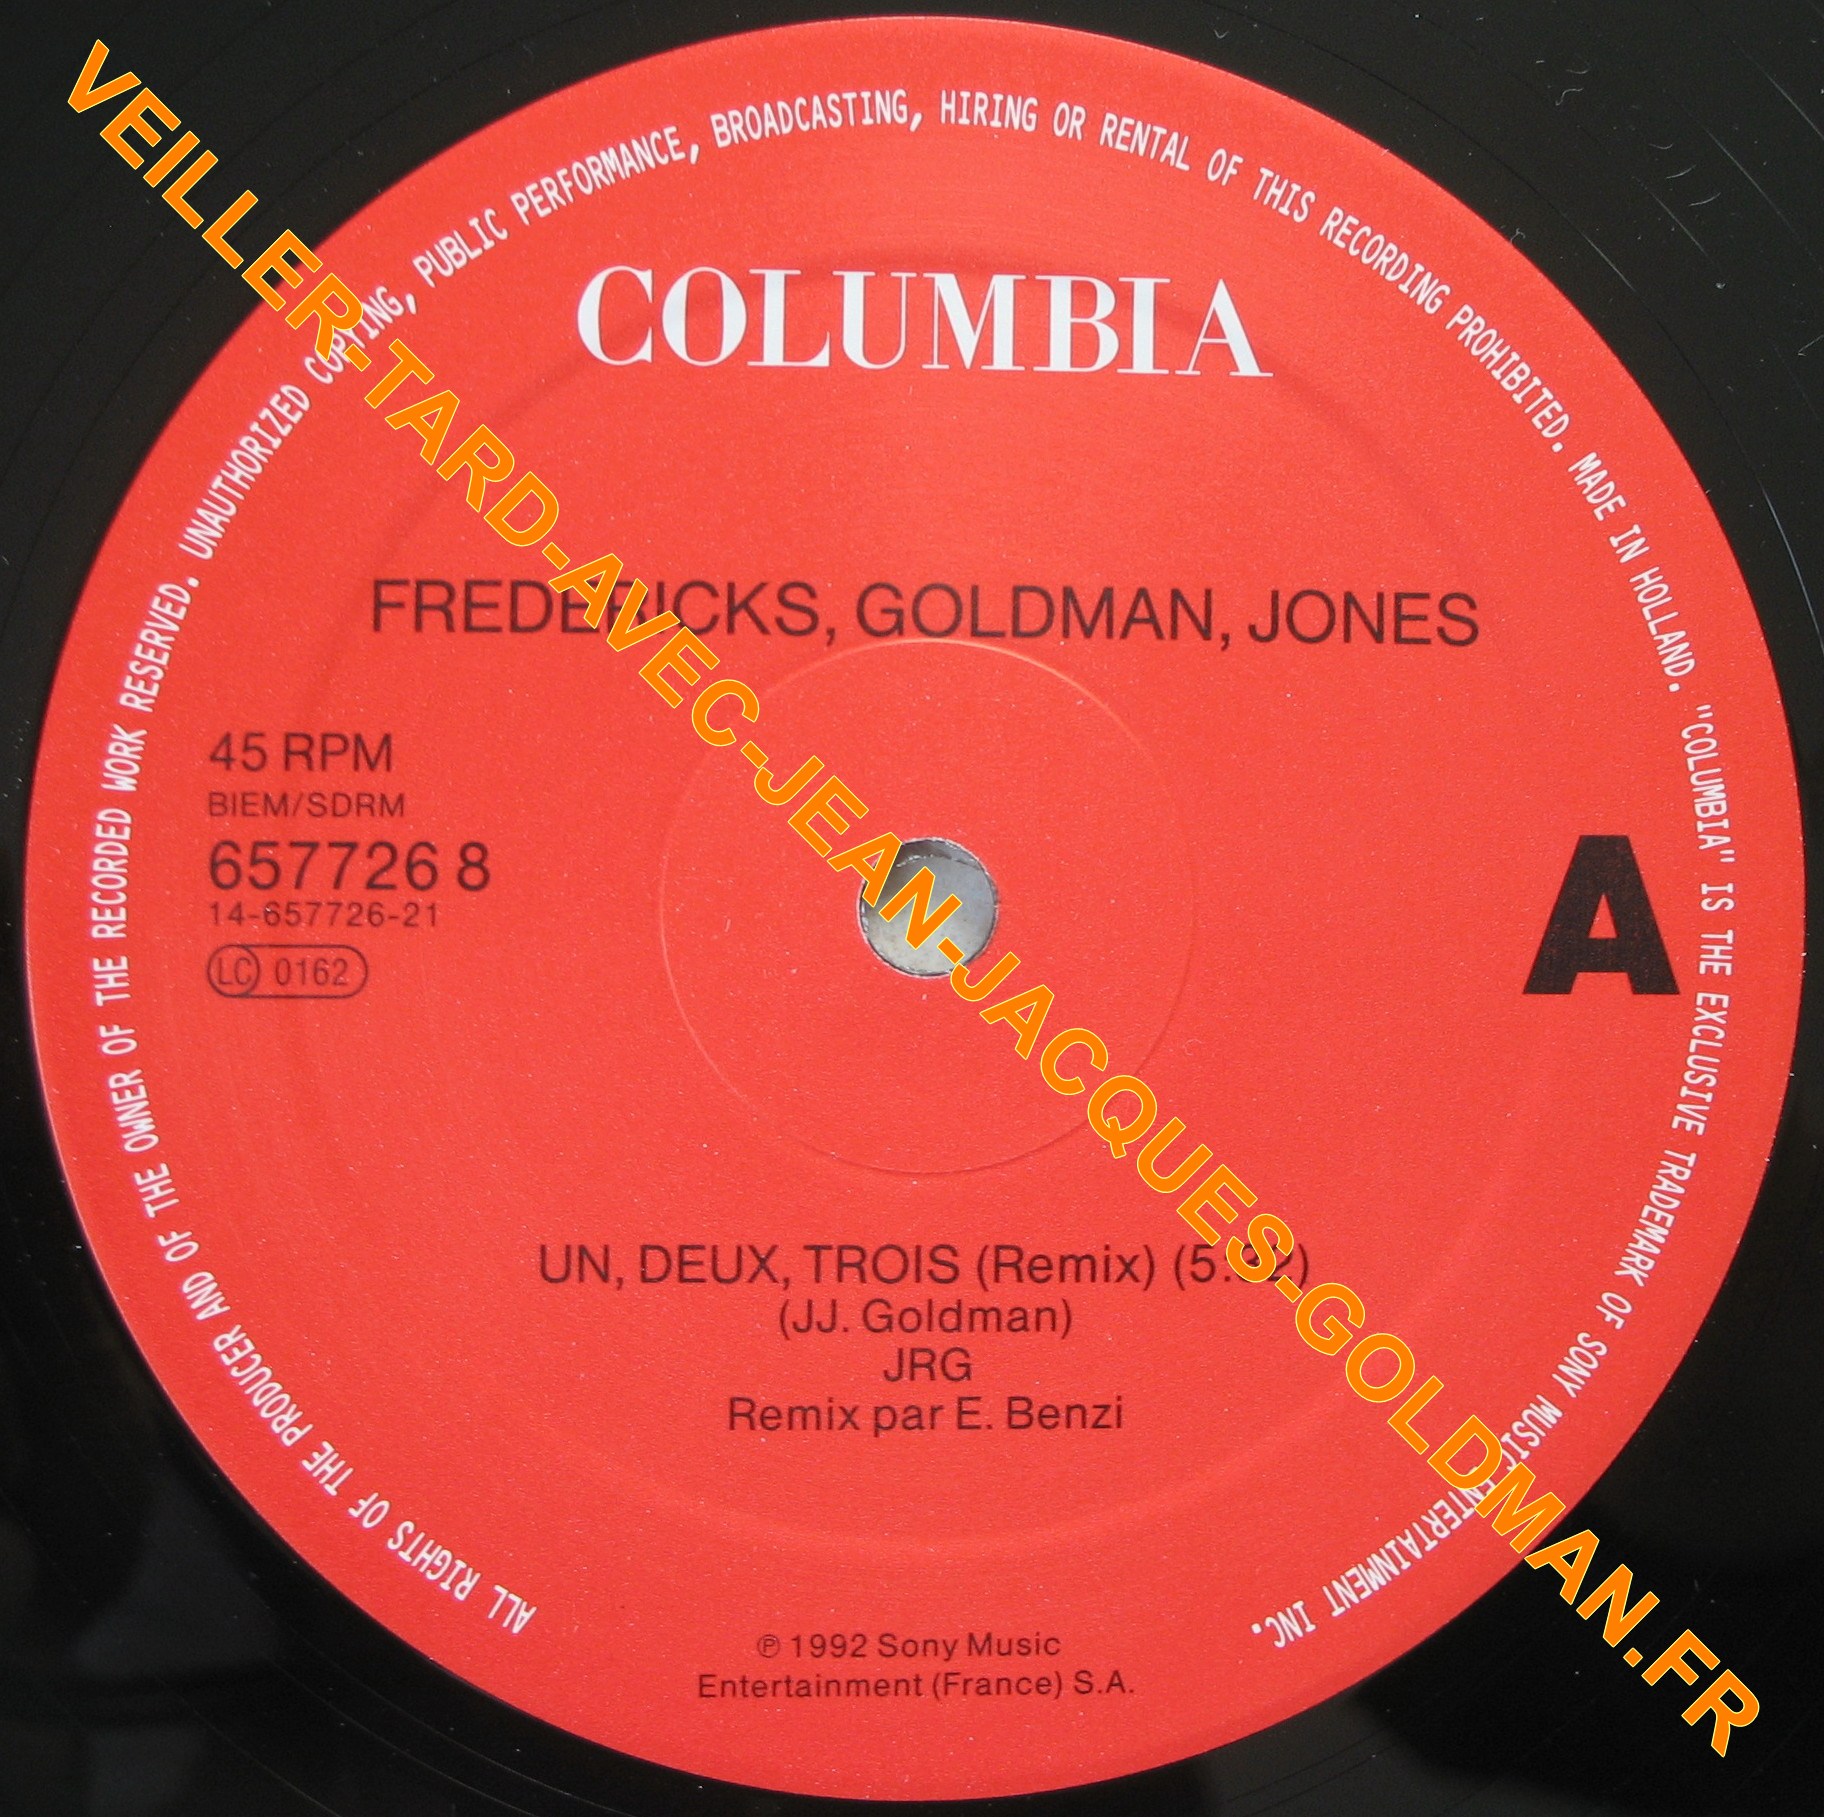 VEILLER-TARD-AVEC-JEAN-JACQUES-GOLDMAN.FR
ALL RIGHTS OF THE PRODUCER AND OF THE OWNER OF THE RECORDED WORK RESERVED. UNAUTHORIZED COPYING, PUBLIC PERFORMANCE, BROADCASTING, HIRING OR RENTAL OF THIS RECORDING PROHIBITED. MADE IN HOLLAND. "COLUMBIA" IS THE EXCLUSIVE TRADEMARK OF SONY MUSIC ENTERTAINMENT INC.
COLUMBIA
FREDERICKS, GOLDMAN, JONES
45 RPM
BIEM/SDRM
657726 8
14-657726-21
LC 0162
A
UN, DEUX, TROIS (Remix)
(JJ. Goldman)
JRG
Remix par E. Benzi
℗ 1992 Sony Music
Entertainment (France) S.A.